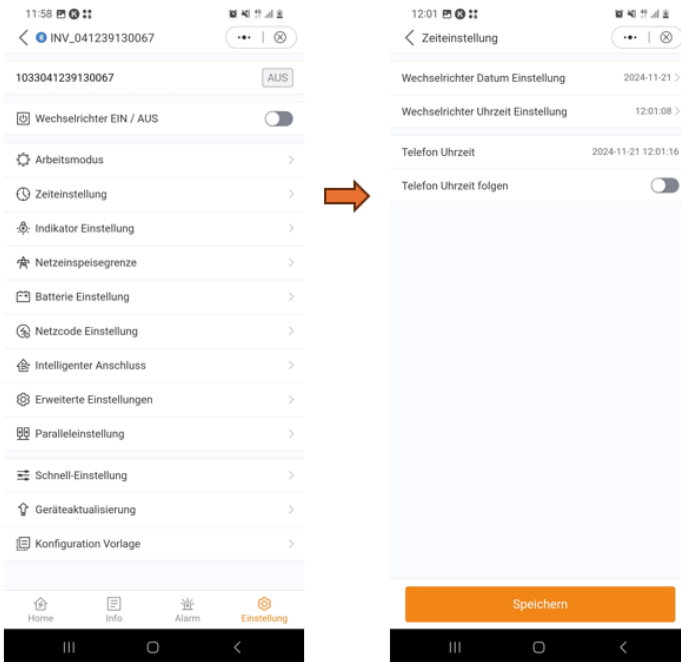 11:58
INV_041239130067
1033041239130067
AUS
Wechselrichter EIN / AUS
Arbeitsmodus
Zeiteinstellung
Indikator Einstellung
Netzeinspeisegrenze
Batterie Einstellung
Netzcode Einstellung
Intelligenter Anschluss
Erweiterte Einstellungen
Paralleleinstellung
Schnell-Einstellung
Geräteaktualisierung
Konfiguration Vorlage
Home Info Alarm Einstellung
12:01
Zeiteinstellung
Wechselrichter Datum Einstellung 2024-11-21
Wechselrichter Uhrzeit Einstellung 12:01:08
Telefon Uhrzeit 2024-11-21 12:01:16
Telefon Uhrzeit folgen
Speichern